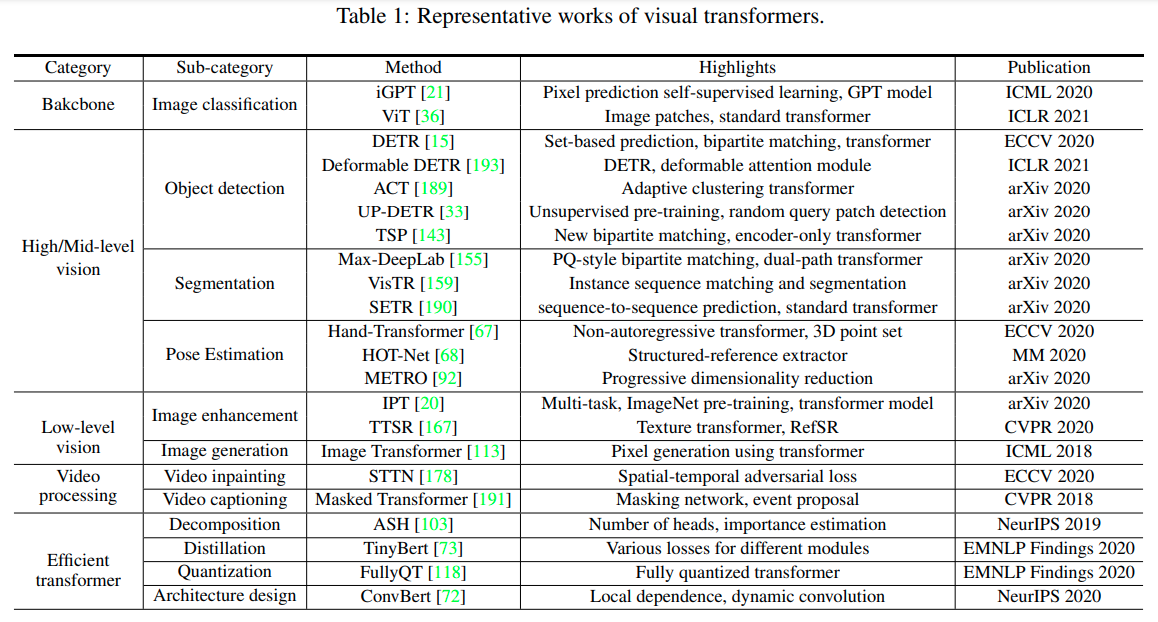 Table 1: Representative works of visual transformers.
Category Sub-category Method Highlights Publication
Bakcbone Image classification iGPT [21] Pixel prediction self-supervised learning, GPT model ICML 2020
ViT [36] Image patches, standard transformer ICLR 2021
High/Mid-level vision Object detection DETR [15] Set-based prediction, bipartite matching, transformer ECCV 2020
Deformable DETR [193] DETR, deformable attention module ICLR 2021
ACT [189] Adaptive clustering transformer arXiv 2020
UP-DETR [33] Unsupervised pre-training, random query patch detection arXiv 2020
TSP [143] New bipartite matching, encoder-only transformer arXiv 2020
Segmentation Max-DeepLab [155] PQ-style bipartite matching, dual-path transformer arXiv 2020
VisTR [159] Instance sequence matching and segmentation arXiv 2020
SETR [190] sequence-to-sequence prediction, standard transformer arXiv 2020
Pose Estimation Hand-Transformer [67] Non-autoregressive transformer, 3D point set ECCV 2020
HOT-Net [68] Structured-reference extractor MM 2020
METRO [92] Progressive dimensionality reduction arXiv 2020
Low-level vision Image enhancement IPT [20] Multi-task, ImageNet pre-training, transformer model arXiv 2020
TTSR [167] Texture transformer, RefSR CVPR 2020
Image generation Image Transformer [113] Pixel generation using transformer ICML 2018
Video processing Video inpainting STTN [178] Spatial-temporal adversarial loss ECCV 2020
Video captioning Masked Transformer [191] Masking network, event proposal CVPR 2018
Efficient transformer Decomposition ASH [103] Number of heads, importance estimation NeurIPS 2019
Distillation TinyBert [73] Various losses for different modules EMNLP Findings 2020
Quantization FullyQT [118] Fully quantized transformer EMNLP Findings 2020
Architecture design ConvBert [72] Local dependence, dynamic convolution NeurIPS 2020